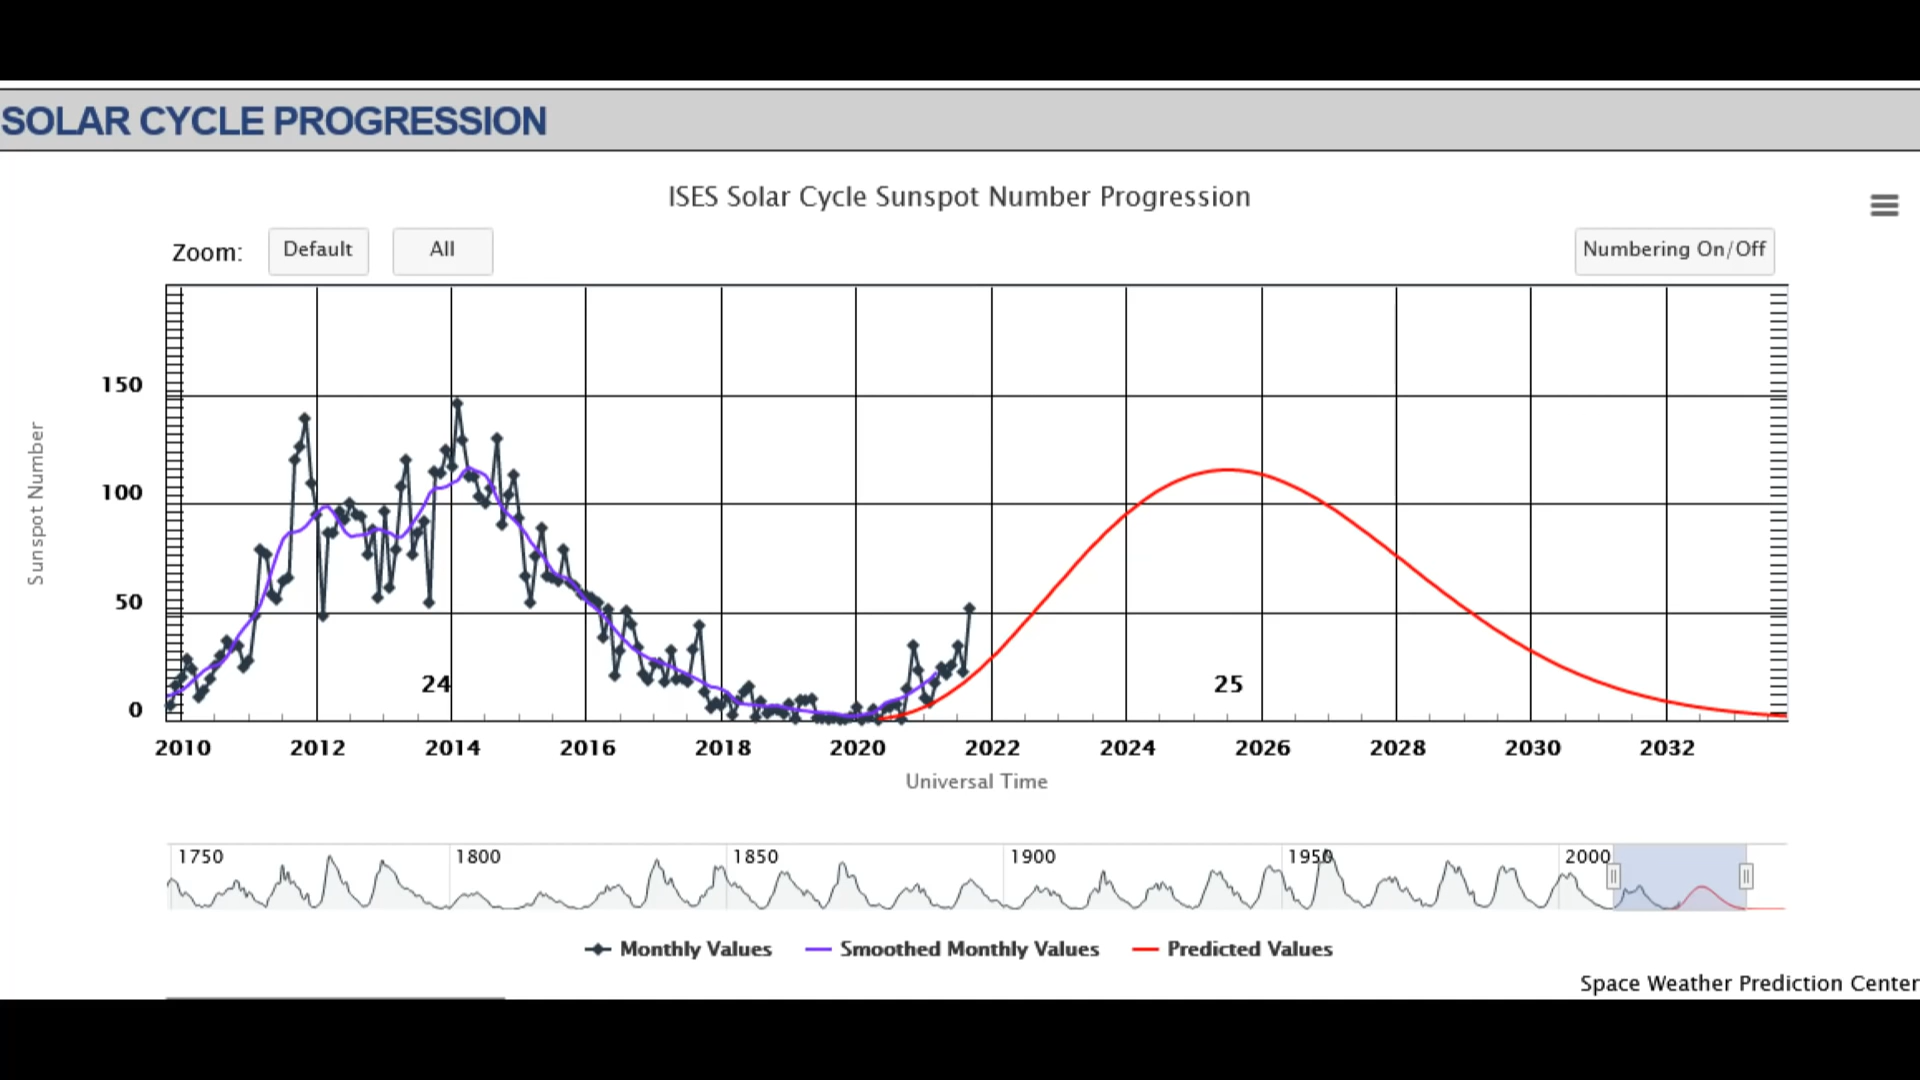 SOLAR CYCLE PROGRESSION
ISES Solar Cycle Sunspot Number Progression
Zoom: Default All Numbering On/Off
150
100
50
0
Sunspot Number
24 25
2010 2012 2014 2016 2018 2020 2022 2024 2026 2028 2030 2032
Universal Time
1750 1800 1850 1900 1950 2000
Monthly Values Smoothed Monthly Values Predicted Values
Space Weather Prediction Center